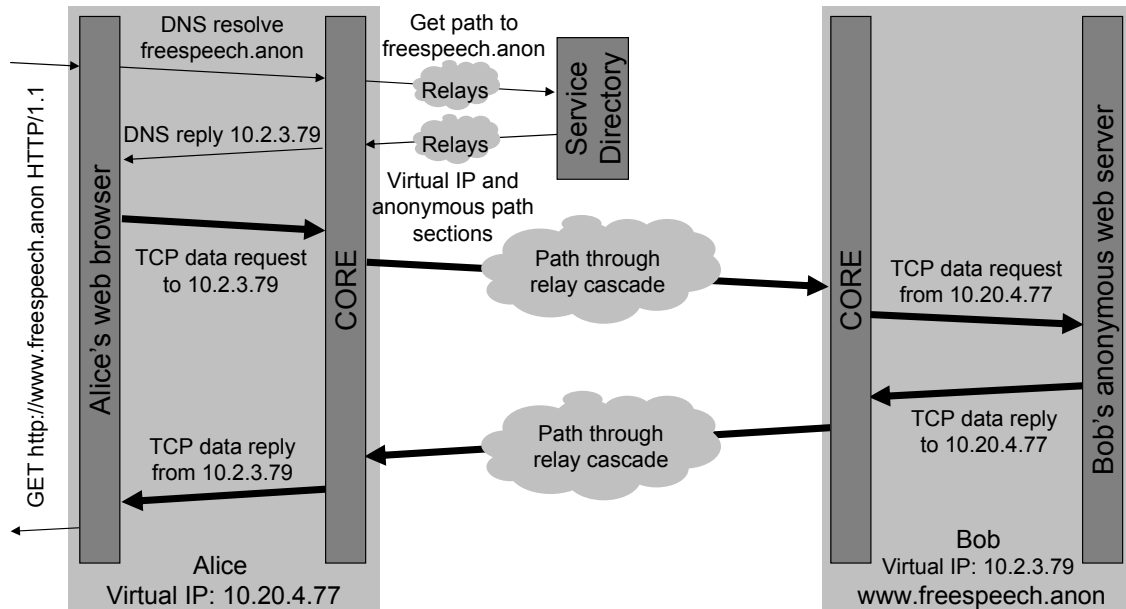 GET http://www.freespeech.anon HTTP/1.1
Alice's web browser
DNS resolve
freespeech.anon
DNS reply 10.2.3.79
TCP data request
to 10.2.3.79
TCP data reply
from 10.2.3.79
CORE
Alice
Virtual IP: 10.20.4.77
Get path to
freespeech.anon
Relays
Relays
Service
Directory
Virtual IP and
anonymous path
sections
Path through
relay cascade
Path through
relay cascade
CORE
TCP data request
from 10.20.4.77
TCP data reply
to 10.20.4.77
Bob's anonymous web server
Bob
Virtual IP: 10.2.3.79
www.freespeech.anon